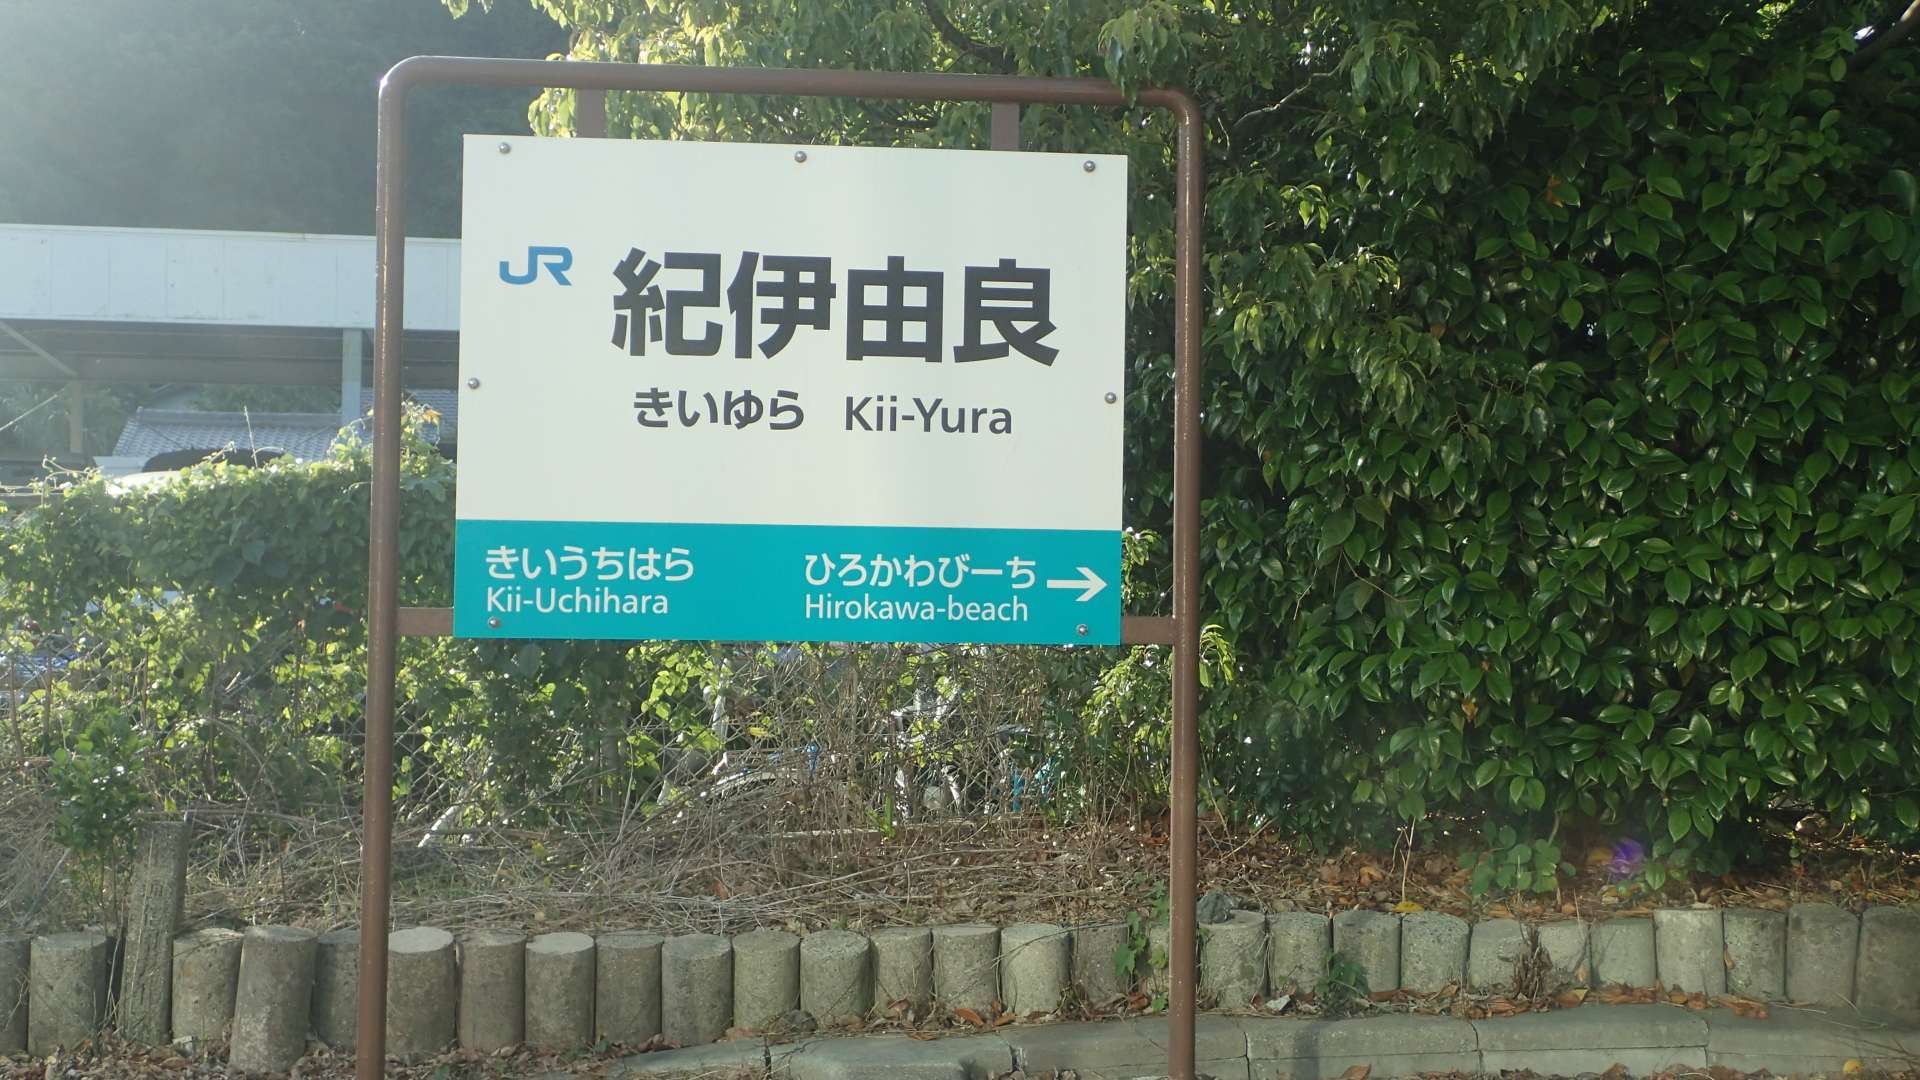 JR 紀伊由良
きいゆら Kii-Yura
きいうちはら ひろかわびーち →
Kii-Uchihara Hirokawa-beach